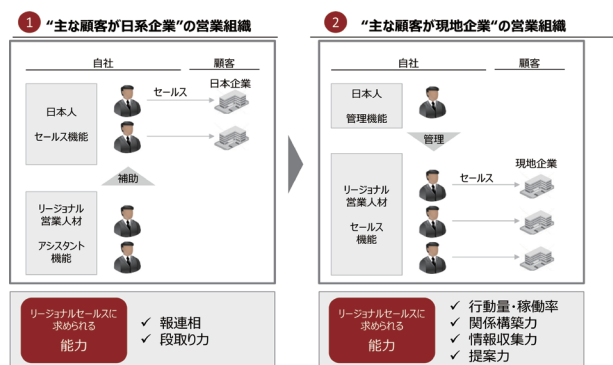 1 “主な顧客が日系企業”の営業組織
自社 顧客
日本人
セールス機能
セールス
日本企業
補助
リージョナル
営業人材
アシスタント
機能
リージョナルセールスに
求められる
能力
✓ 報連相
✓ 段取り力
2 “主な顧客が現地企業“の営業組織
自社 顧客
日本人
管理機能
管理
リージョナル
営業人材
セールス
機能
セールス
現地企業
リージョナルセールスに
求められる
能力
✓ 行動量・稼働率
✓ 関係構築力
✓ 情報収集力
✓ 提案力